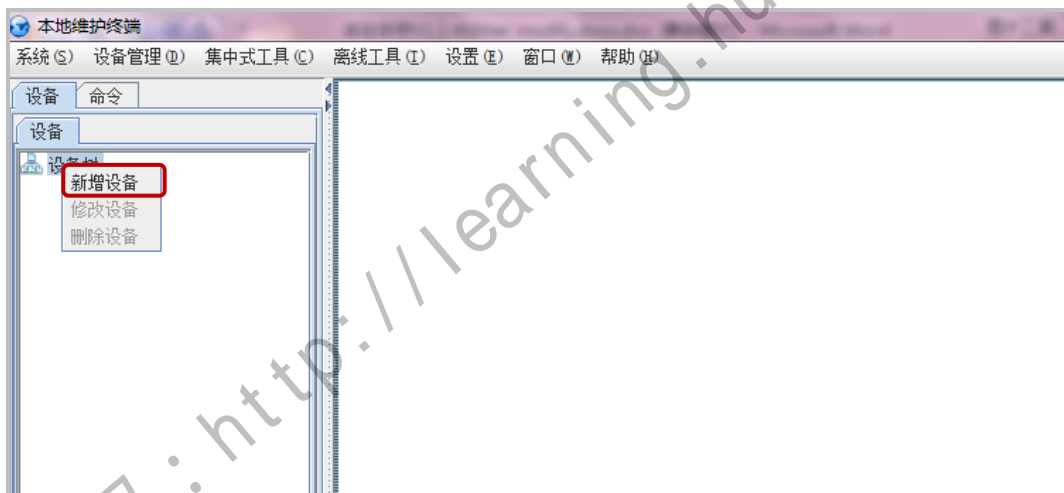 本地维护终端
系统(S) 设备管理(D) 集中式工具(C) 离线工具(I) 设置(E) 窗口(W) 帮助(H)
设备 命令
设备
设备树
新增设备
修改设备
删除设备
:http://learning.hu